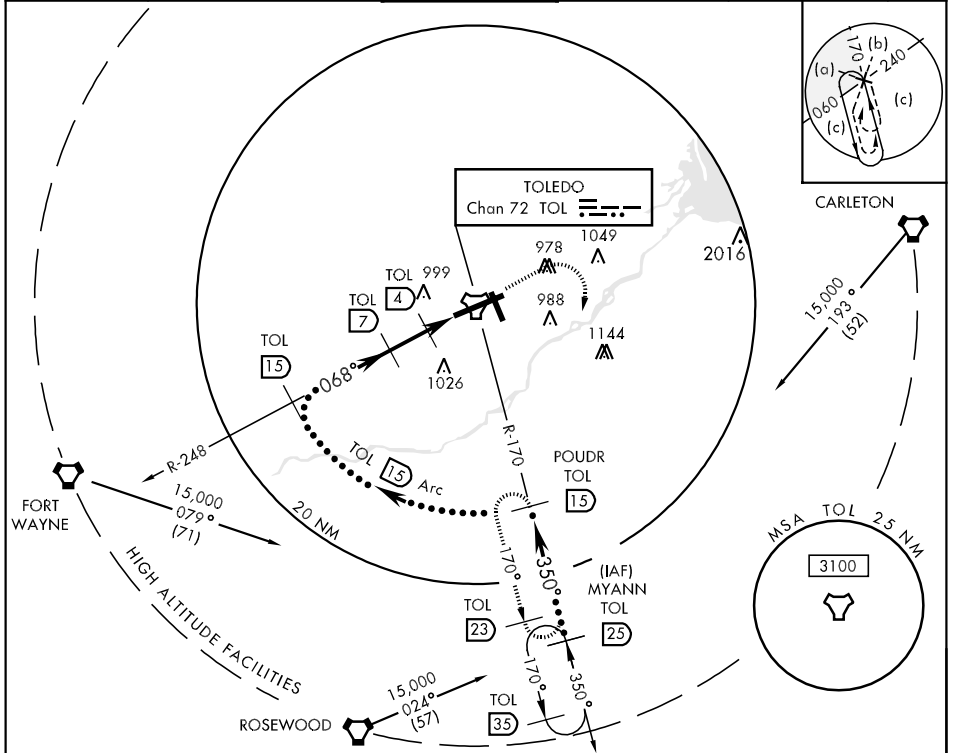 170
(b)
240
(a)
(c)
060
(c)
TOLEDO
Chan 72 TOL
CARLETON
978
1049
2016
TOL
4
999
TOL
7
988
15,000
193°
(52)
1144
TOL
15
068°
1026
R-248
TOL 15 Arc
R-170
POUDR
TOL
15
FORT
WAYNE
15,000
079°
(71)
20 NM
170°
350°
MSA TOL 25 NM
3100
(IAF)
MYANN
TOL
25
TOL
23
HIGH ALTITUDE FACILITIES
170°
350°
15,000
024°
(57)
TOL
35
ROSEWOOD